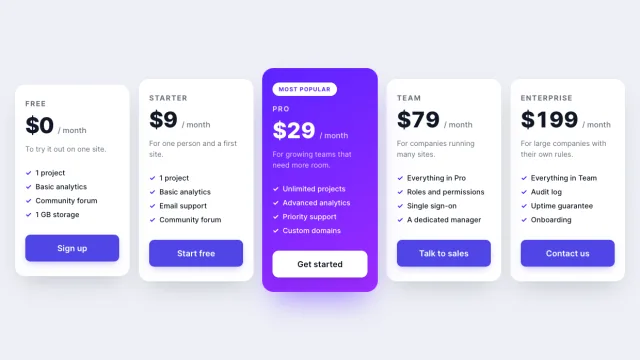 FREE
$0 / month
To try it out on one site.
✓ 1 project
✓ Basic analytics
✓ Community forum
✓ 1 GB storage
Sign up
STARTER
$9 / month
For one person and a first
site.
✓ 1 project
✓ Basic analytics
✓ Email support
✓ Community forum
Start free
MOST POPULAR
PRO
$29 / month
For growing teams that
need more room.
✓ Unlimited projects
✓ Advanced analytics
✓ Priority support
✓ Custom domains
Get started
TEAM
$79 / month
For companies running
many sites.
✓ Everything in Pro
✓ Roles and permissions
✓ Single sign-on
✓ A dedicated manager
Talk to sales
ENTERPRISE
$199 / month
For large companies with
their own rules.
✓ Everything in Team
✓ Audit log
✓ Uptime guarantee
✓ Onboarding
Contact us